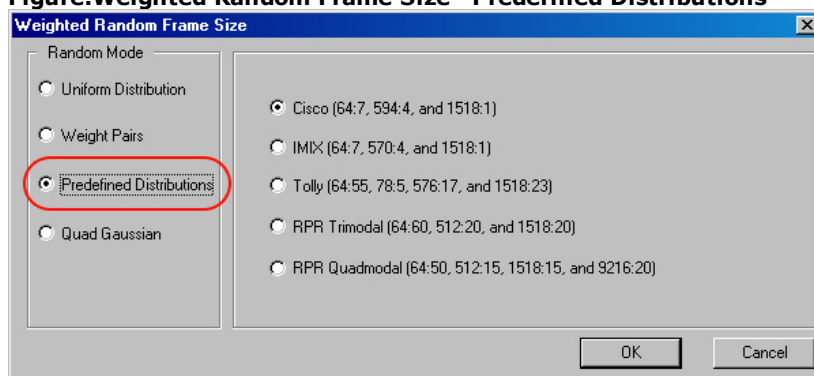 Figure:Weighted Random Frame Size - Predefined Distributions
Weighted Random Frame Size
Random Mode
Uniform Distribution
Weight Pairs
Predefined Distributions
Quad Gaussian
Cisco (64:7, 594:4, and 1518:1)
IMIX (64:7, 570:4, and 1518:1)
Tolly (64:55, 78:5, 576:17, and 1518:23)
RPR Trimodal (64:60, 512:20, and 1518:20)
RPR Quadmodal (64:50, 512:15, 1518:15, and 9216:20)
OK
Cancel